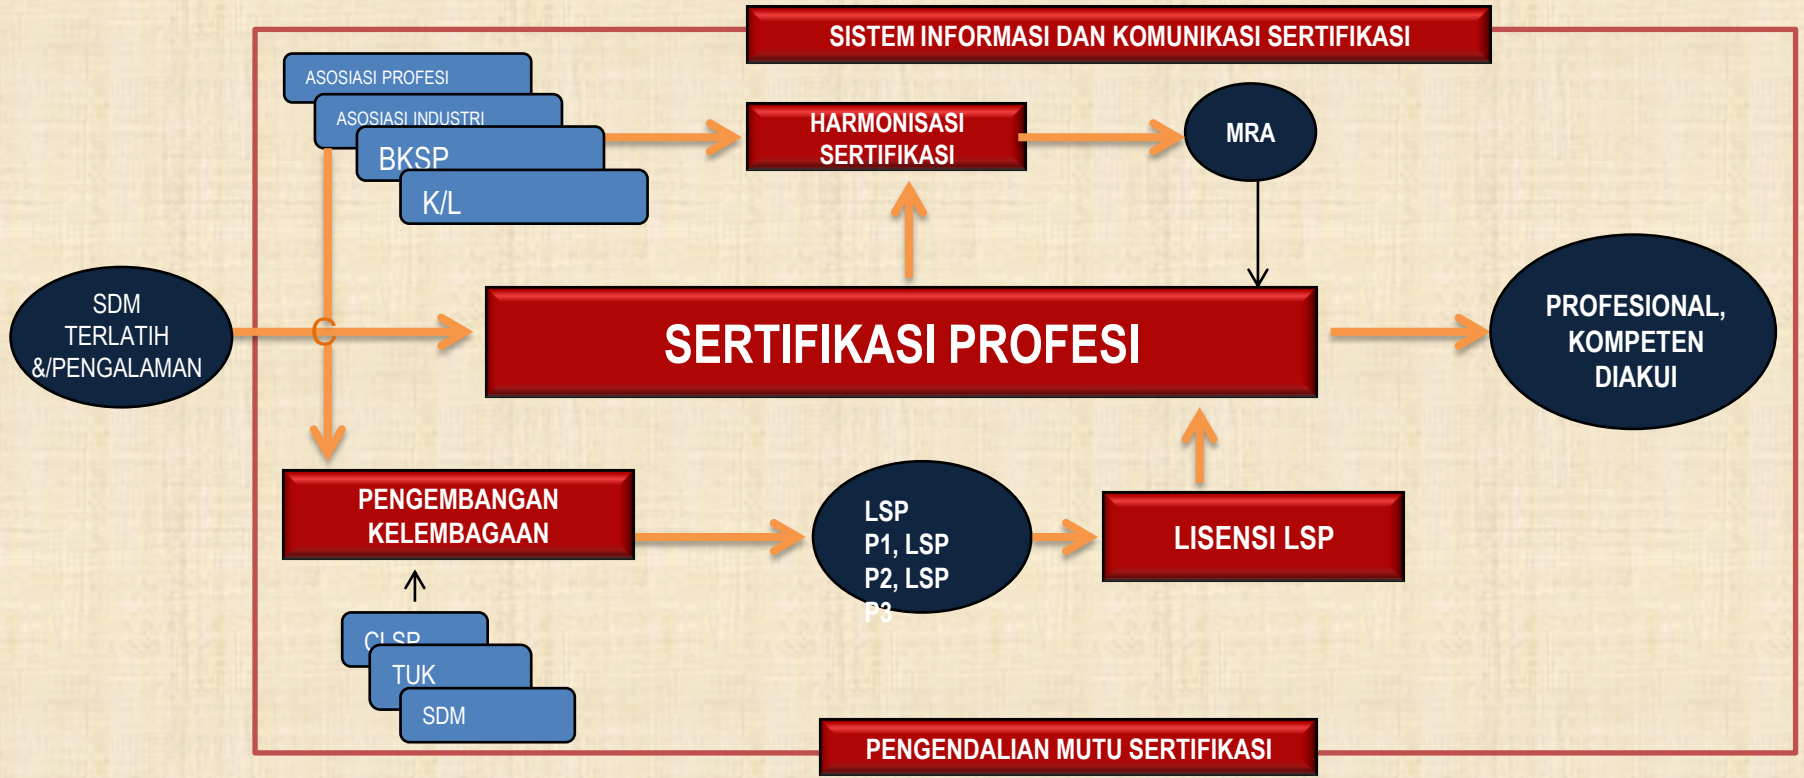 SISTEM INFORMASI DAN KOMUNIKASI SERTIFIKASI
ASOSIASI PROFESI
ASOSIASI INDUSTRI
BKSP
K/L
HARMONISASI
SERTIFIKASI
MRA
SDM
TERLATIH
&/PENGALAMAN
C
SERTIFIKASI PROFESI
PROFESIONAL,
KOMPETEN
DIAKUI
PENGEMBANGAN
KELEMBAGAAN
LSP
P1, LSP
P2, LSP
P3
LISENSI LSP
CLSP
TUK
SDM
PENGENDALIAN MUTU SERTIFIKASI